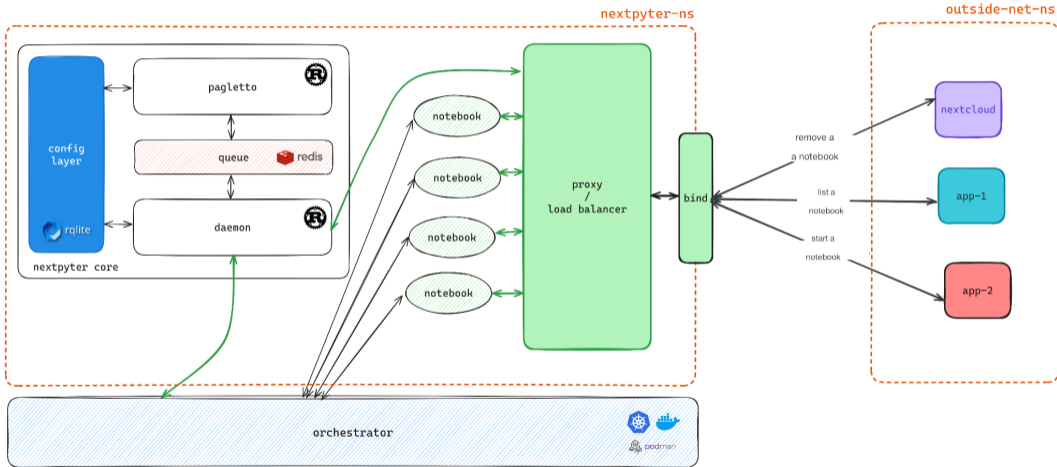 nextpyter-ns
outside-net-ns
pagletto
config
layer
queue
redis
daemon
rqlite
nextpyter core
notebook
notebook
notebook
notebook
proxy
/
load balancer
bind
remove a
a notebook
list a
notebook
start a
notebook
nextcloud
app-1
app-2
orchestrator
podman